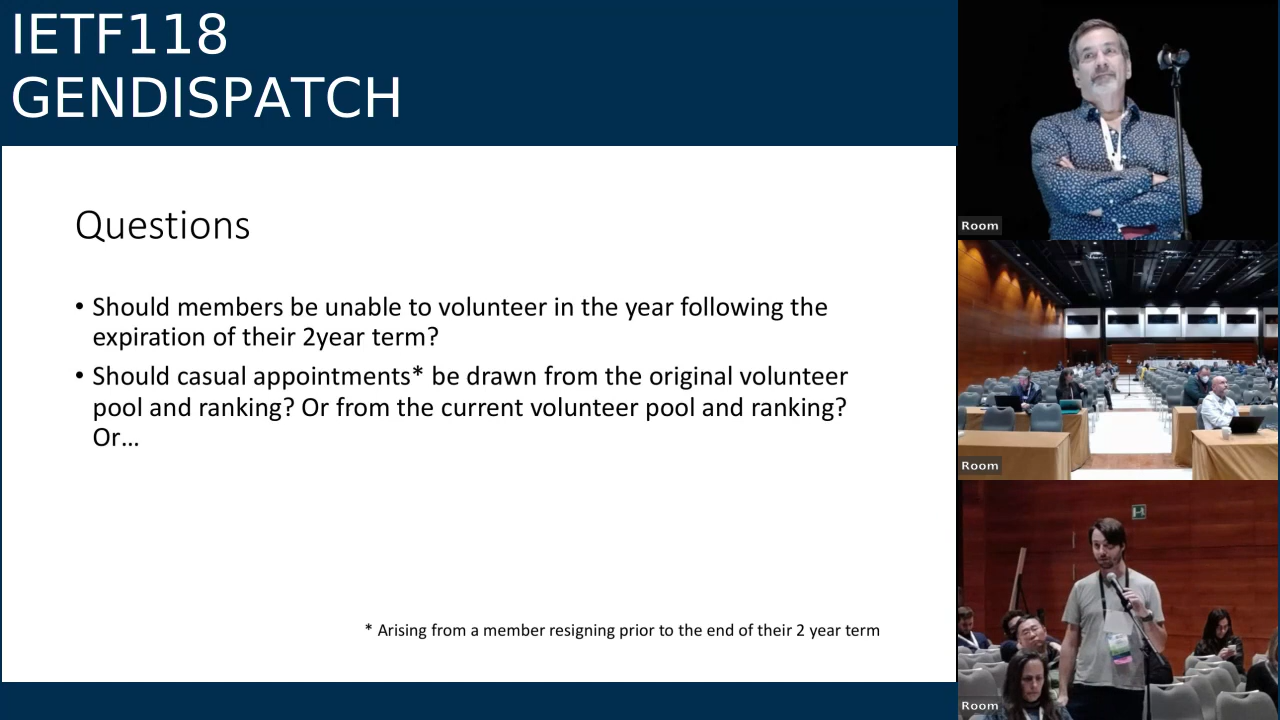 IETF118
GENDISPATCH
Questions
• Should members be unable to volunteer in the year following the
expiration of their 2year term?
• Should casual appointments* be drawn from the original volunteer
pool and ranking? Or from the current volunteer pool and ranking?
Or…
* Arising from a member resigning prior to the end of their 2 year term
Room
Room
Room